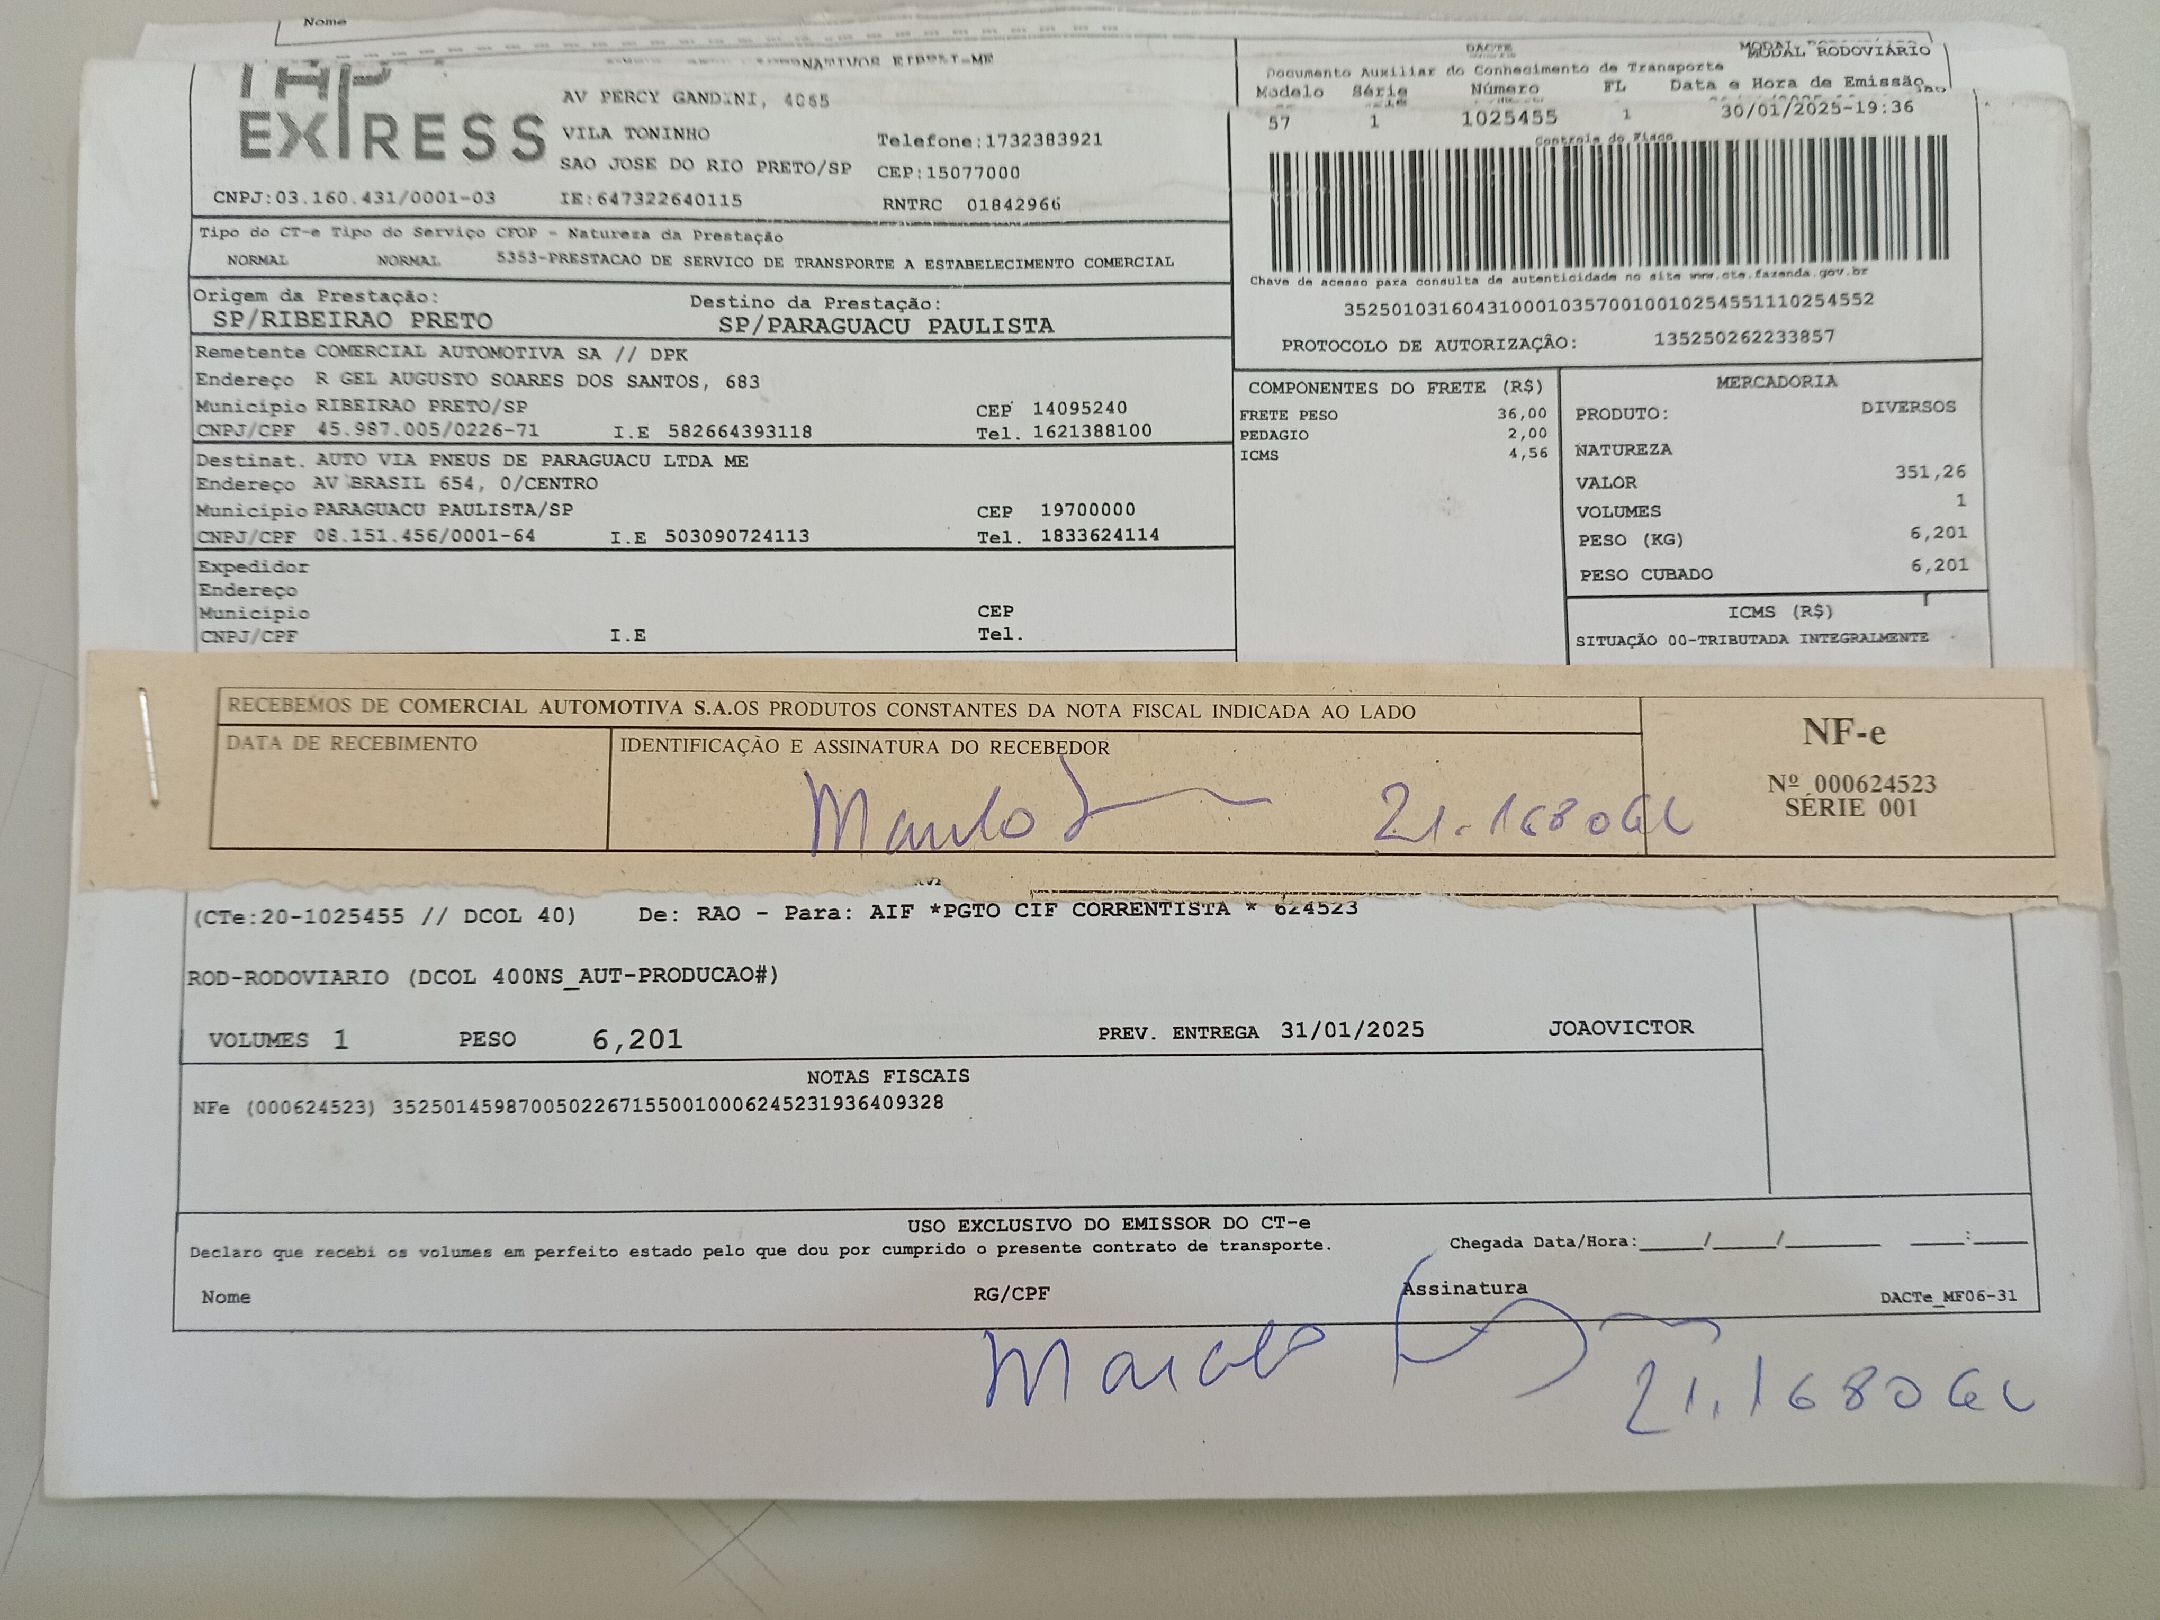 Nome
EXPRESS
AV PERCY GANDINI, 4065
VILA TONINHO
Telefone:1732383921
SAO JOSE DO RIO PRETO/SP
CEP:15077000
CNPJ:03.160.431/0001-03
IE:647322640115
RNTRC 01842966
DACTE
MODAL RODOVIÁRIO
Documento Auxiliar do Conhecimento de Transporte
Modelo Série Número FL Data e Hora de Emissão
57 1 1025455 1 30/01/2025-19:36
Controle do Fisco
Chave de acesso para consulta de autenticidade no site www.cte.fazenda.gov.br
35250103160431000103570010010254551110254552
PROTOCOLO DE AUTORIZAÇÃO: 135250262233857
Tipo do CT-e Tipo do Serviço CFOP - Natureza da Prestação
NORMAL NORMAL 5353-PRESTACAO DE SERVICO DE TRANSPORTE A ESTABELECIMENTO COMERCIAL
Origem da Prestação: Destino da Prestação:
SP/RIBEIRAO PRETO SP/PARAGUACU PAULISTA
Remetente COMERCIAL AUTOMOTIVA SA // DPK
Endereço R GEL AUGUSTO SOARES DOS SANTOS, 683
Município RIBEIRAO PRETO/SP CEP 14095240
CNPJ/CPF 45.987.005/0226-71 I.E 582664393118 Tel. 1621388100
Destinat. AUTO VIA PNEUS DE PARAGUACU LTDA ME
Endereço AV BRASIL 654, 0/CENTRO
Município PARAGUACU PAULISTA/SP CEP 19700000
CNPJ/CPF 08.151.456/0001-64 I.E 503090724113 Tel. 1833624114
Expedidor
Endereço
Município CEP
CNPJ/CPF I.E Tel.
COMPONENTES DO FRETE (R$)
FRETE PESO 36,00
PEDAGIO 2,00
ICMS 4,56
MERCADORIA
PRODUTO: DIVERSOS
NATUREZA
VALOR 351,26
VOLUMES 1
PESO (KG) 6,201
PESO CUBADO 6,201
ICMS (R$)
SITUAÇÃO 00-TRIBUTADA INTEGRALMENTE
RECEBEMOS DE COMERCIAL AUTOMOTIVA S.A.OS PRODUTOS CONSTANTES DA NOTA FISCAL INDICADA AO LADO
DATA DE RECEBIMENTO
IDENTIFICAÇÃO E ASSINATURA DO RECEBEDOR
NF-e
Nº 000624523
SÉRIE 001
(CTe:20-1025455 // DCOL 40) De: RAO - Para: AIF *PGTO CIF CORRENTISTA * 624523
ROD-RODOVIARIO (DCOL 400NS_AUT-PRODUCAO#)
VOLUMES 1 PESO 6,201 PREV. ENTREGA 31/01/2025 JOAOVICTOR
NOTAS FISCAIS
NFe (000624523) 35250145987005022671550010006245231936409328
USO EXCLUSIVO DO EMISSOR DO CT-e
Declaro que recebi os volumes em perfeito estado pelo que dou por cumprido o presente contrato de transporte.
Chegada Data/Hora:____/____/______ ____:____
Nome RG/CPF Assinatura DACTe_MF06-31